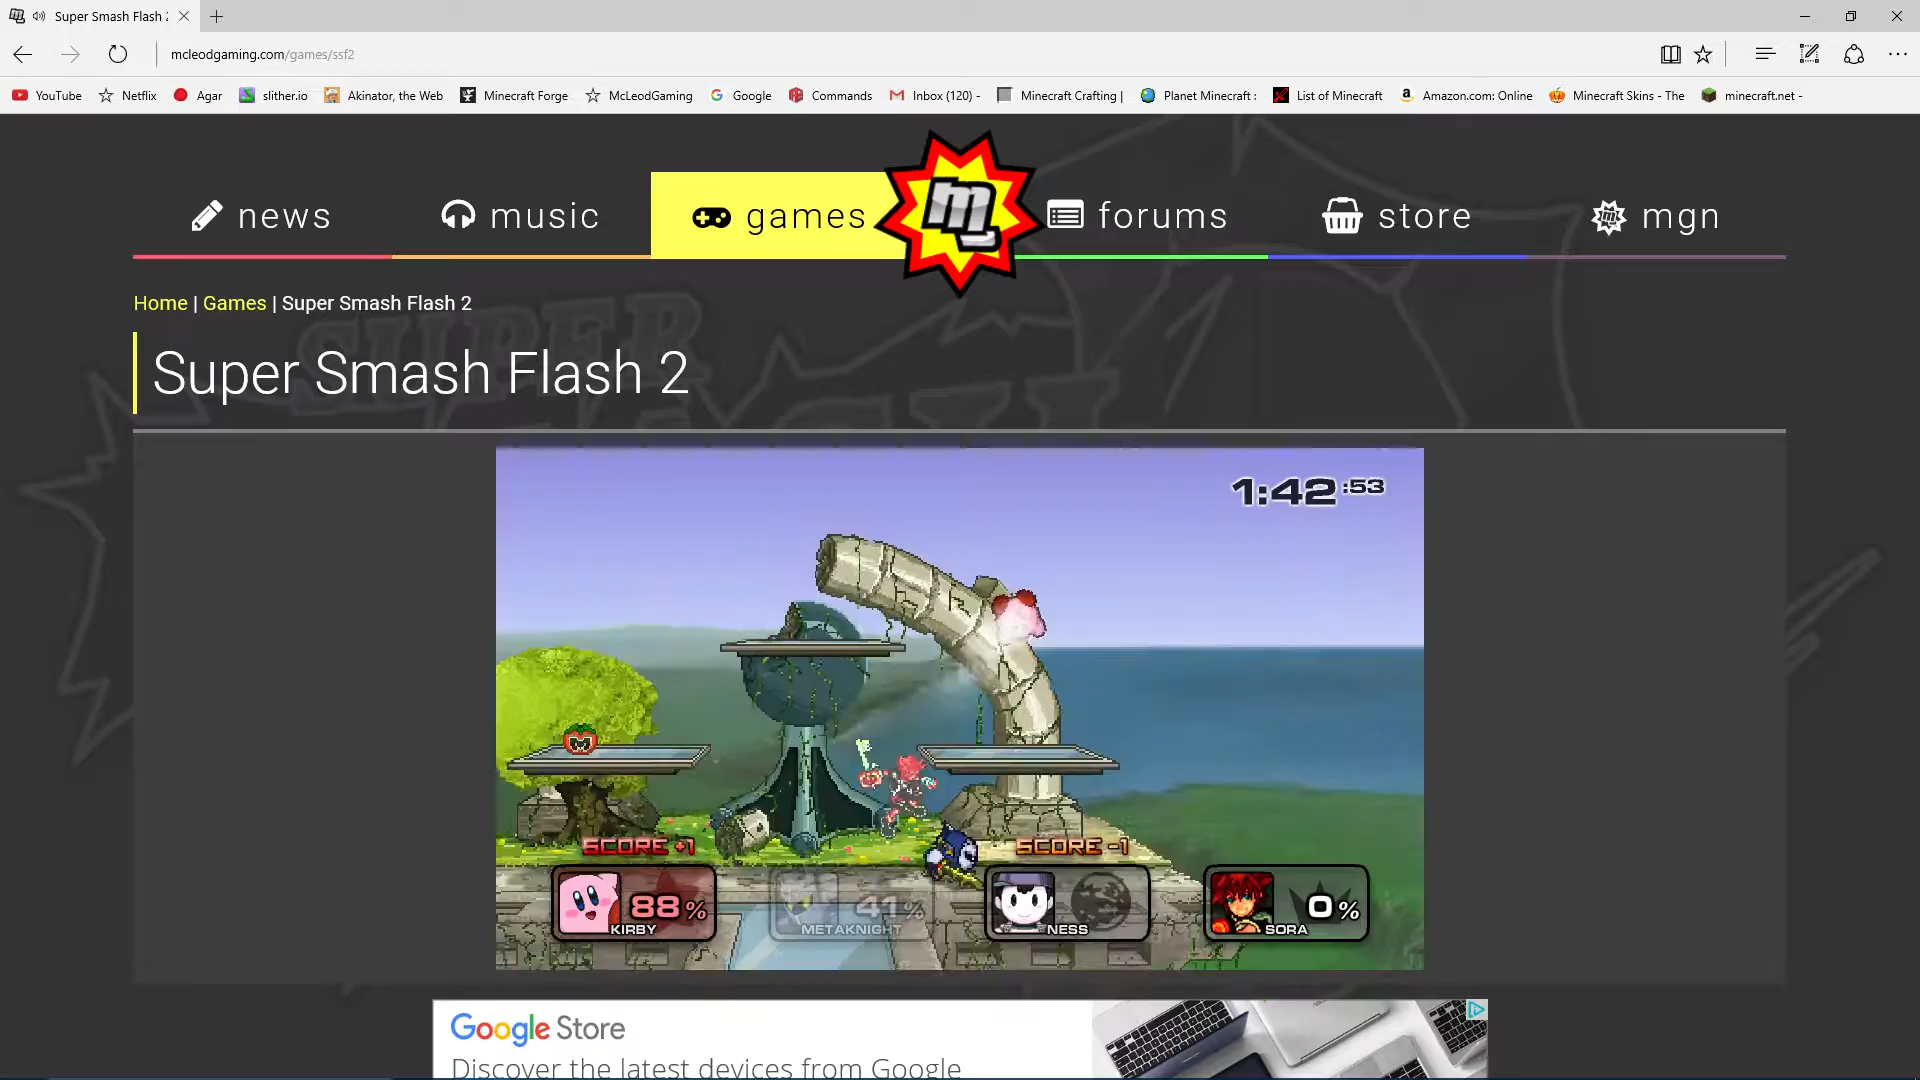 Super Smash Flash 2
mcleodgaming.com/games/ssf2
YouTube Netflix Agar slither.io Akinator, the Web Minecraft Forge McLeodGaming Google Commands Inbox (120) - Minecraft Crafting | Planet Minecraft : List of Minecraft Amazon.com: Online Minecraft Skins - The minecraft.net -
news music games forums store mgn
Home | Games | Super Smash Flash 2
Super Smash Flash 2
1:42:53
SCORE +1 SCORE -1
88% 41% 0%
KIRBY METAKNIGHT NESS SORA
Google Store
Discover the latest devices from Google